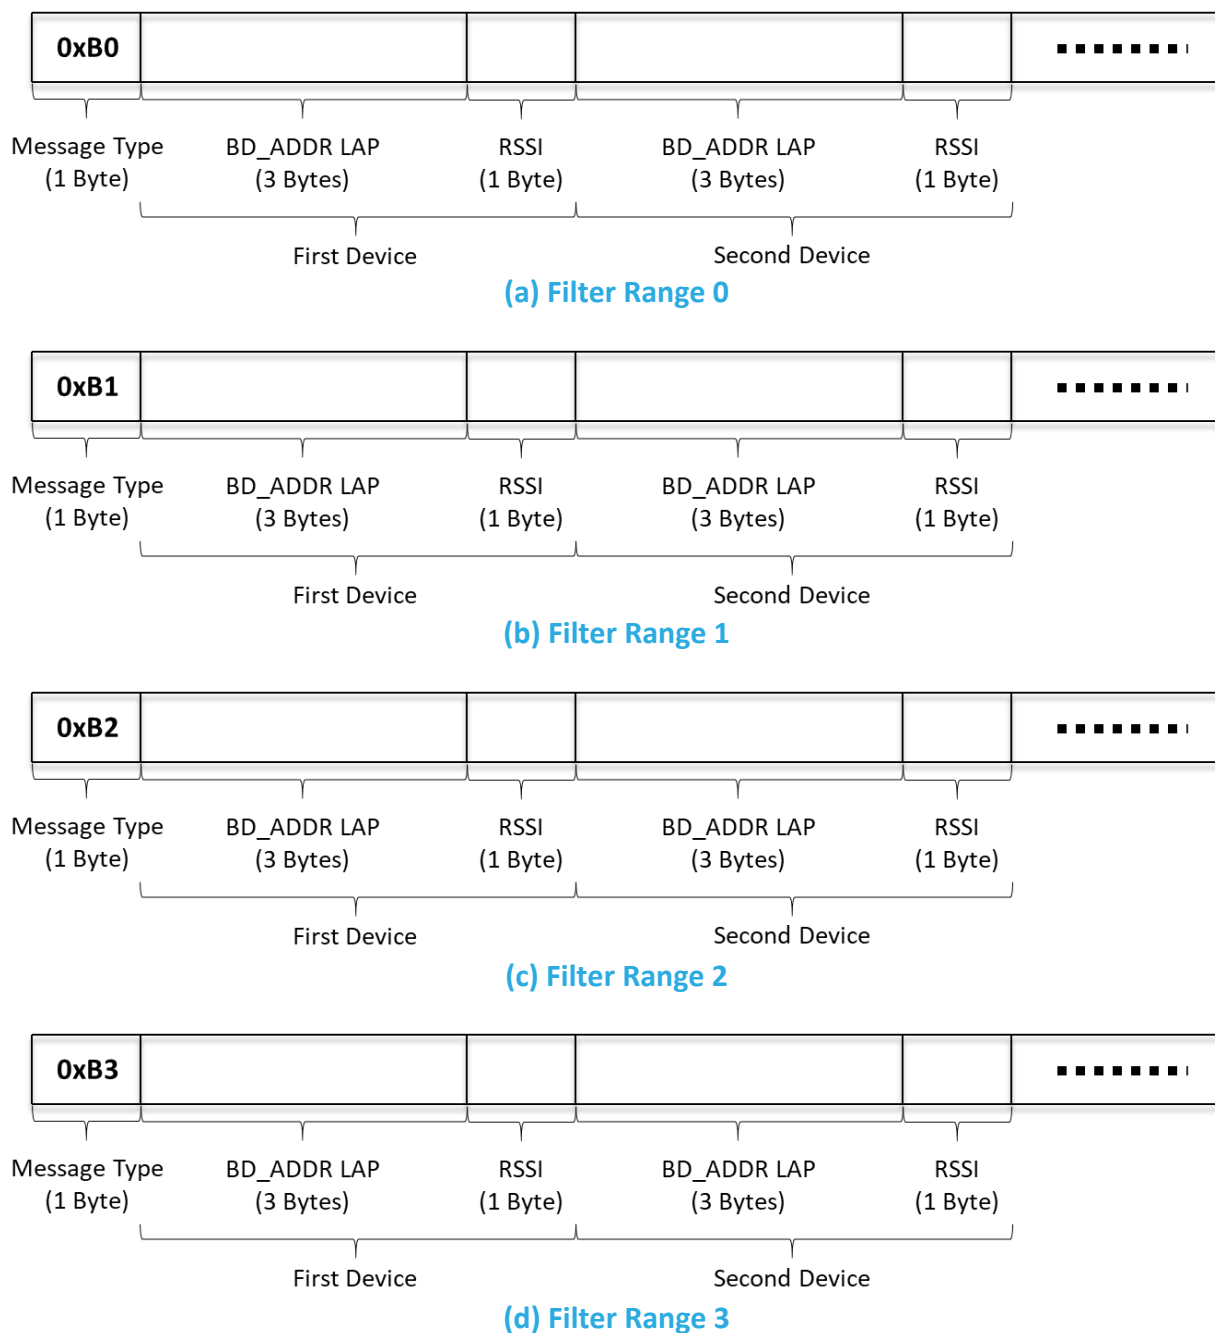 0xB0
Message Type BD_ADDR LAP RSSI BD_ADDR LAP RSSI
(1 Byte) (3 Bytes) (1 Byte) (3 Bytes) (1 Byte)
First Device Second Device
(a) Filter Range 0
0xB1
Message Type BD_ADDR LAP RSSI BD_ADDR LAP RSSI
(1 Byte) (3 Bytes) (1 Byte) (3 Bytes) (1 Byte)
First Device Second Device
(b) Filter Range 1
0xB2
Message Type BD_ADDR LAP RSSI BD_ADDR LAP RSSI
(1 Byte) (3 Bytes) (1 Byte) (3 Bytes) (1 Byte)
First Device Second Device
(c) Filter Range 2
0xB3
Message Type BD_ADDR LAP RSSI BD_ADDR LAP RSSI
(1 Byte) (3 Bytes) (1 Byte) (3 Bytes) (1 Byte)
First Device Second Device
(d) Filter Range 3